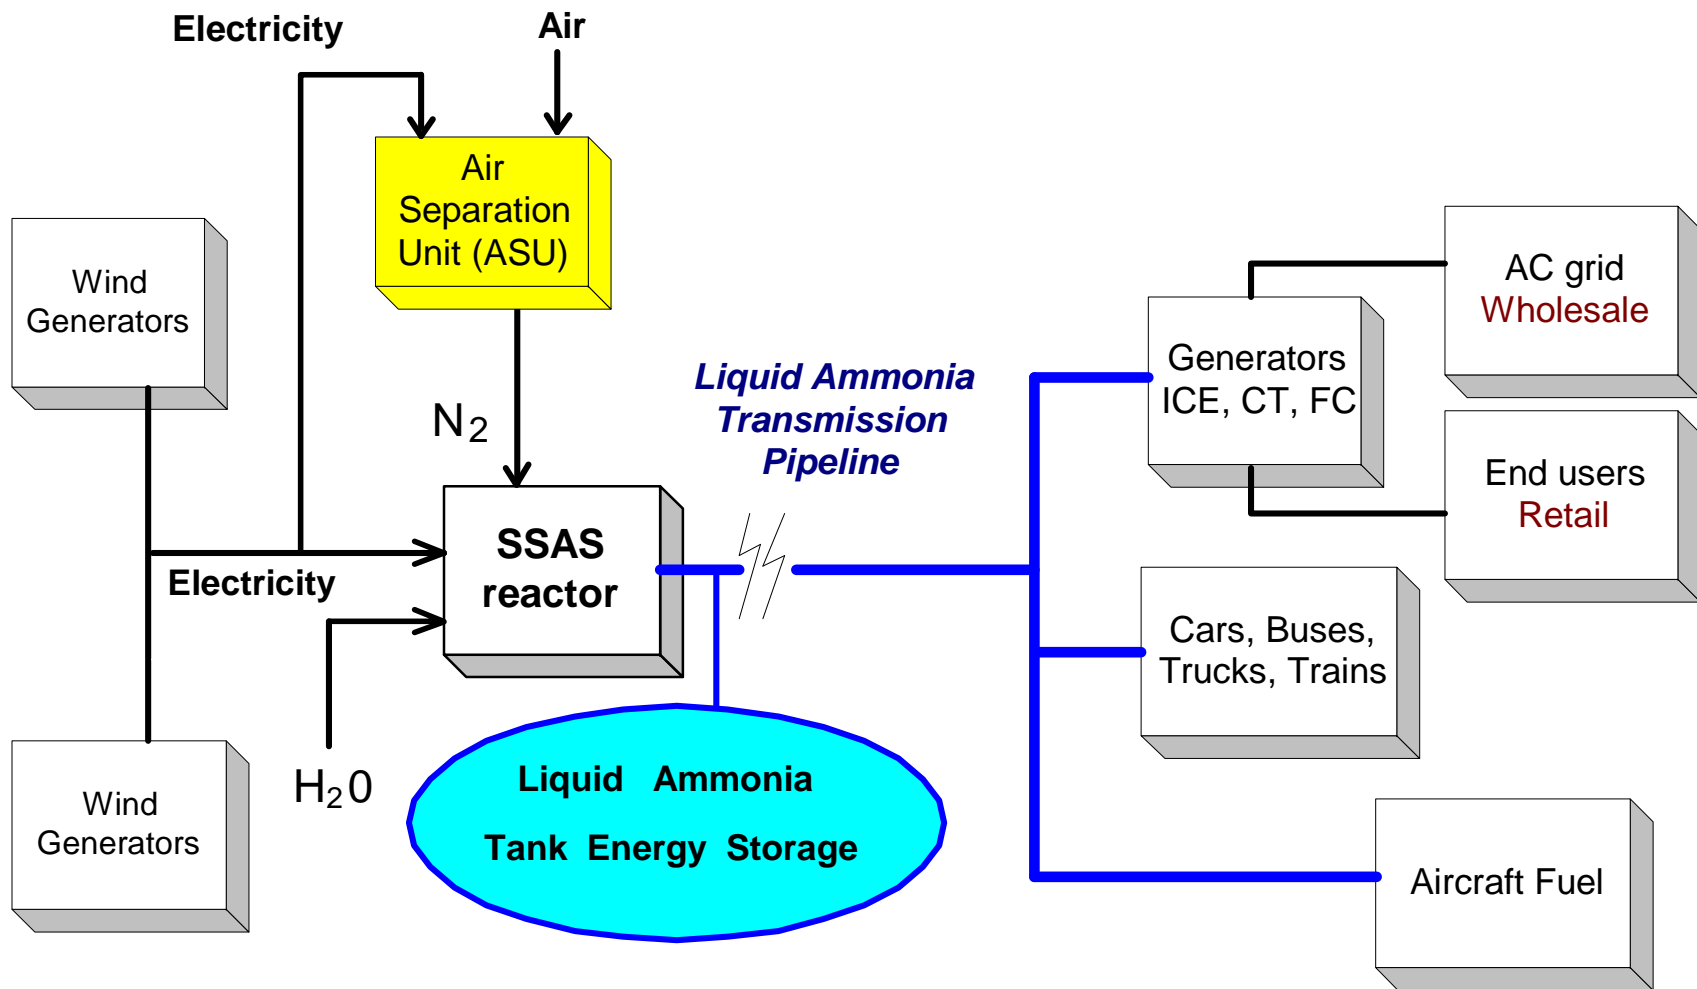 Electricity
Air
Air
Separation
Unit (ASU)
Wind
Generators
N2
Liquid Ammonia
Transmission
Pipeline
Generators
ICE, CT, FC
AC grid
Wholesale
End users
Retail
SSAS
reactor
Electricity
H20
Cars, Buses,
Trucks, Trains
Wind
Generators
Liquid Ammonia
Tank Energy Storage
Aircraft Fuel